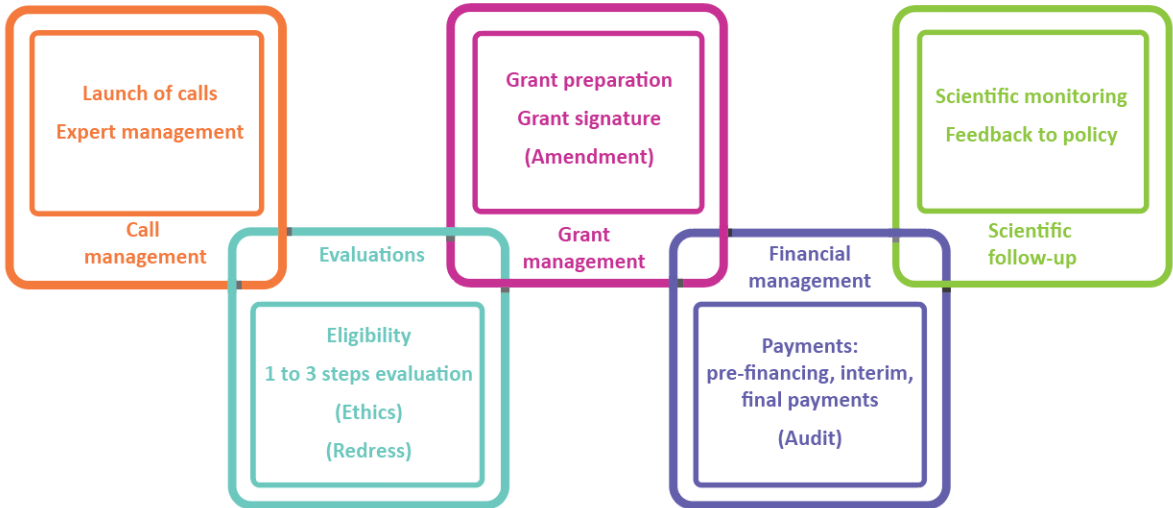 Launch of calls
Expert management
Call
management
Evaluations
Eligibility
1 to 3 steps evaluation
(Ethics)
(Redress)
Grant preparation
Grant signature
(Amendment)
Grant
management
Financial
management
Payments:
pre-financing, interim,
final payments
(Audit)
Scientific monitoring
Feedback to policy
Scientific
follow-up